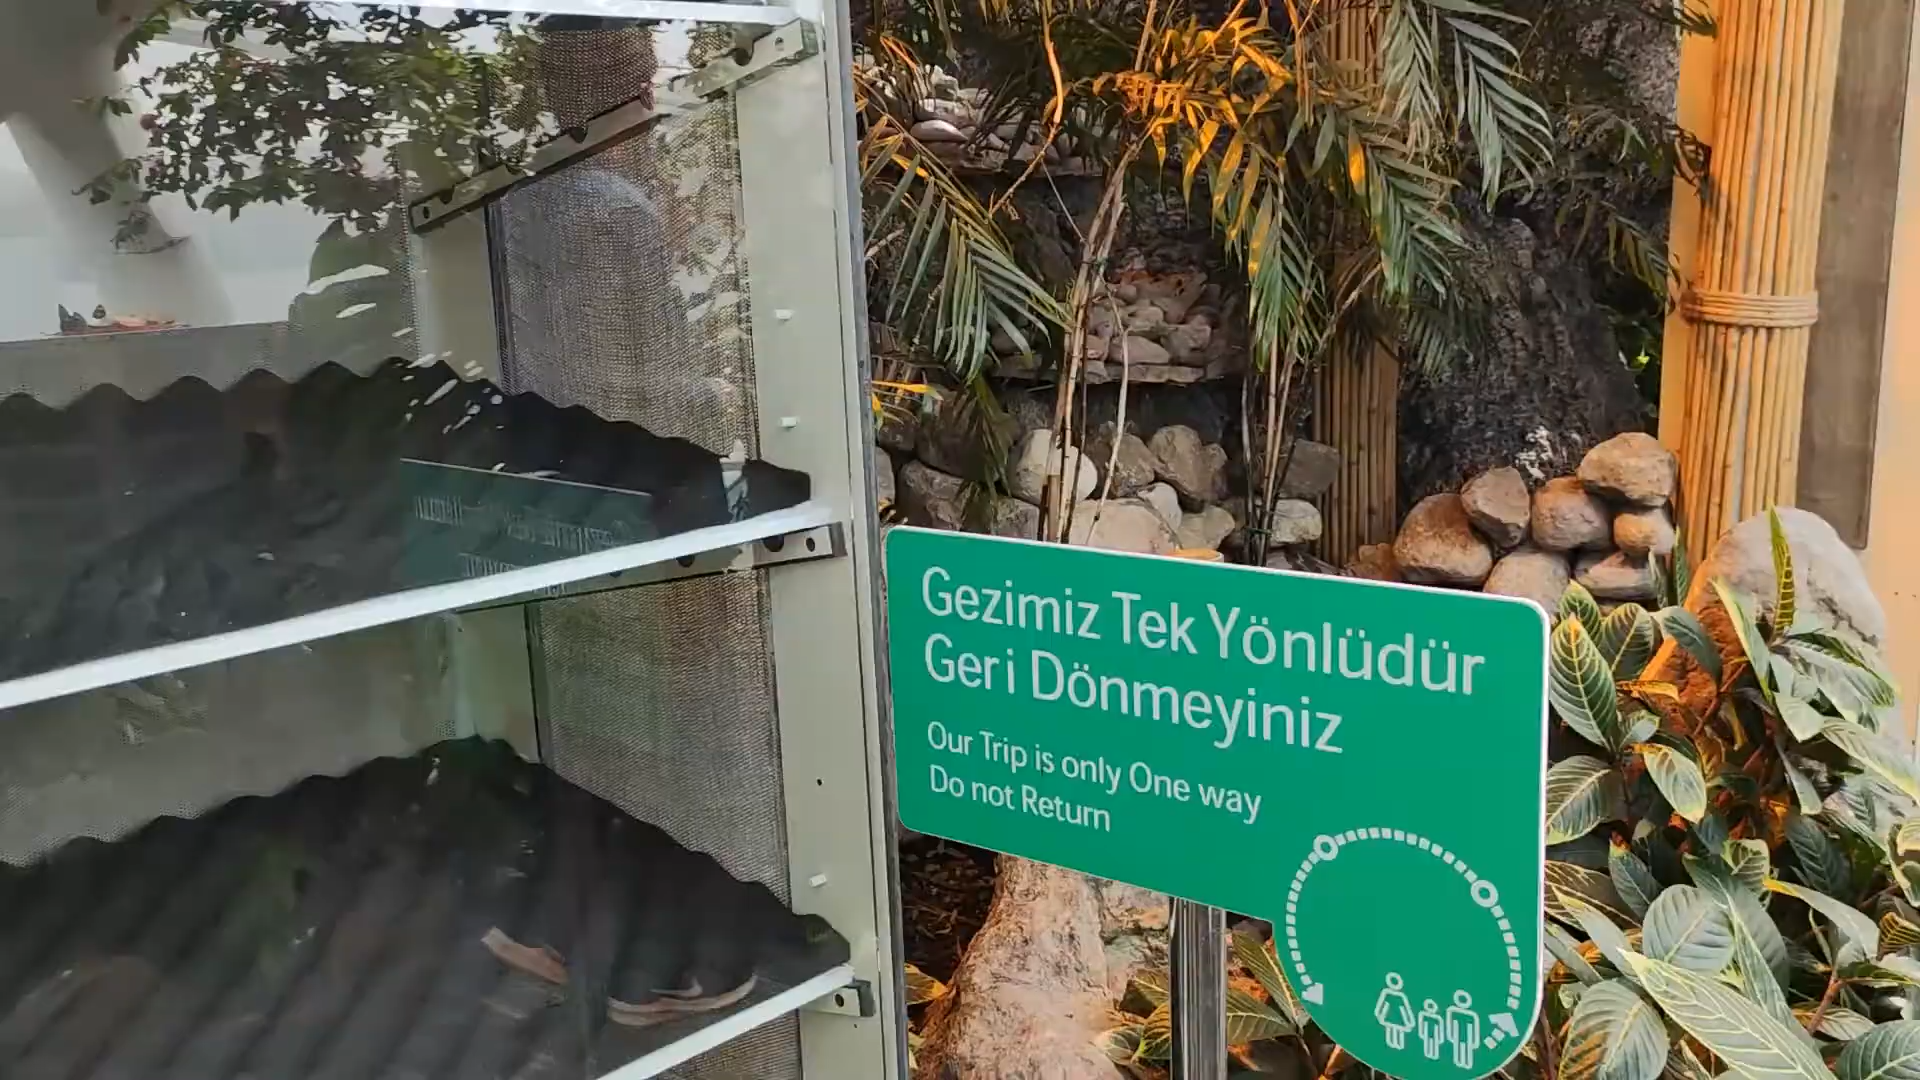 Gezimiz Tek Yönlüdür
Geri Dönmeyiniz
Our Trip is only One way
Do not Return